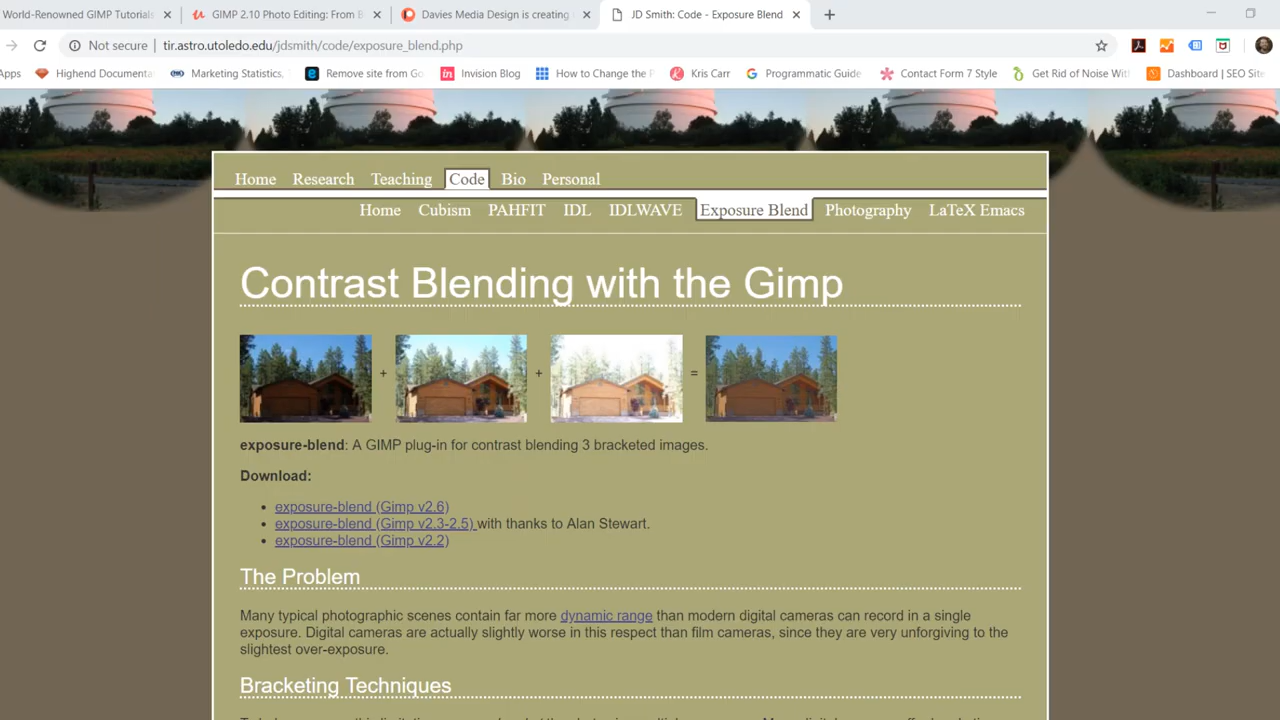 World-Renowned GIMP Tutorials
GIMP 2.10 Photo Editing: From B
Davies Media Design is creating
JD Smith: Code - Exposure Blend
Not secure
tir.astro.utoledo.edu/jdsmith/code/exposure_blend.php
Apps
Highend Documenta
Marketing Statistics,
Remove site from Go
Invision Blog
How to Change the P
Kris Carr
Programmatic Guide
Contact Form 7 Style
Get Rid of Noise With
Dashboard | SEO Site
Home Research Teaching Code Bio Personal
Home Cubism PAHFIT IDL IDLWAVE Exposure Blend Photography LaTeX Emacs
Contrast Blending with the Gimp
+ + =
exposure-blend: A GIMP plug-in for contrast blending 3 bracketed images.
Download:
exposure-blend (Gimp v2.6)
exposure-blend (Gimp v2.3-2.5) with thanks to Alan Stewart.
exposure-blend (Gimp v2.2)
The Problem
Many typical photographic scenes contain far more dynamic range than modern digital cameras can record in a single
exposure. Digital cameras are actually slightly worse in this respect than film cameras, since they are very unforgiving to the
slightest over-exposure.
Bracketing Techniques